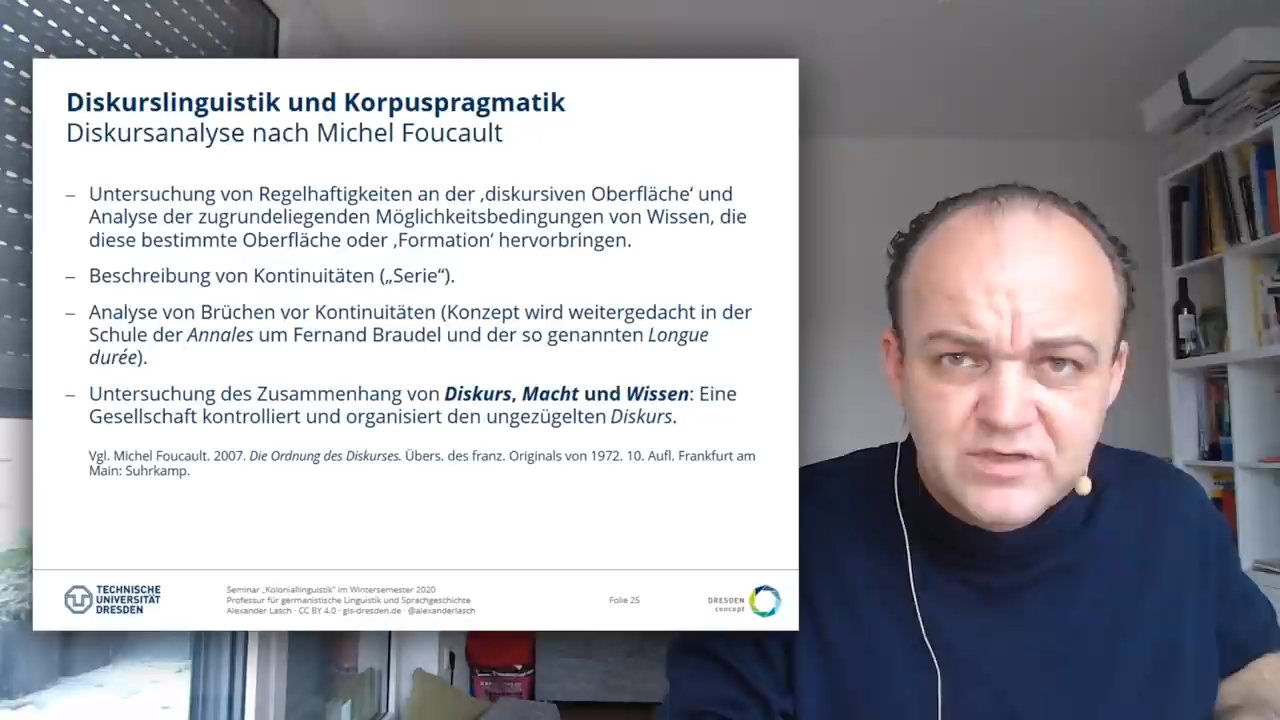 Diskurslinguistik und Korpuspragmatik
Diskursanalyse nach Michel Foucault
– Untersuchung von Regelhaftigkeiten an der ‚diskursiven Oberfläche‘ und
Analyse der zugrundeliegenden Möglichkeitsbedingungen von Wissen, die
diese bestimmte Oberfläche oder ‚Formation‘ hervorbringen.
– Beschreibung von Kontinuitäten („Serie“).
– Analyse von Brüchen vor Kontinuitäten (Konzept wird weitergedacht in der
Schule der Annales um Fernand Braudel und der so genannten Longue
durée).
– Untersuchung des Zusammenhang von Diskurs, Macht und Wissen: Eine
Gesellschaft kontrolliert und organisiert den ungezügelten Diskurs.
Vgl. Michel Foucault. 2007. Die Ordnung des Diskurses. Übers. des franz. Originals von 1972. 10. Aufl. Frankfurt am
Main: Suhrkamp.
TECHNISCHE
UNIVERSITÄT
DRESDEN
Seminar „Koloniallinguistik“ im Wintersemester 2020
Professur für germanistische Linguistik und Sprachgeschichte
Alexander Lasch · CC BY 4.0 · gls-dresden.de · @alexanderlasch
Folie 25
DRESDEN
concept